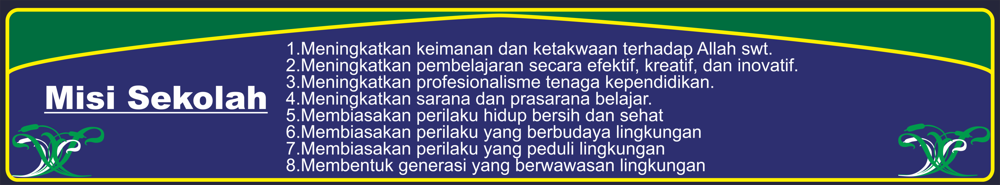 Misi Sekolah
1.Meningkatkan keimanan dan ketakwaan terhadap Allah swt.
2.Meningkatkan pembelajaran secara efektif, kreatif, dan inovatif.
3.Meningkatkan profesionalisme tenaga kependidikan.
4.Meningkatkan sarana dan prasarana belajar.
5.Membiasakan perilaku hidup bersih dan sehat
6.Membiasakan perilaku yang berbudaya lingkungan
7.Membiasakan perilaku yang peduli lingkungan
8.Membentuk generasi yang berwawasan lingkungan